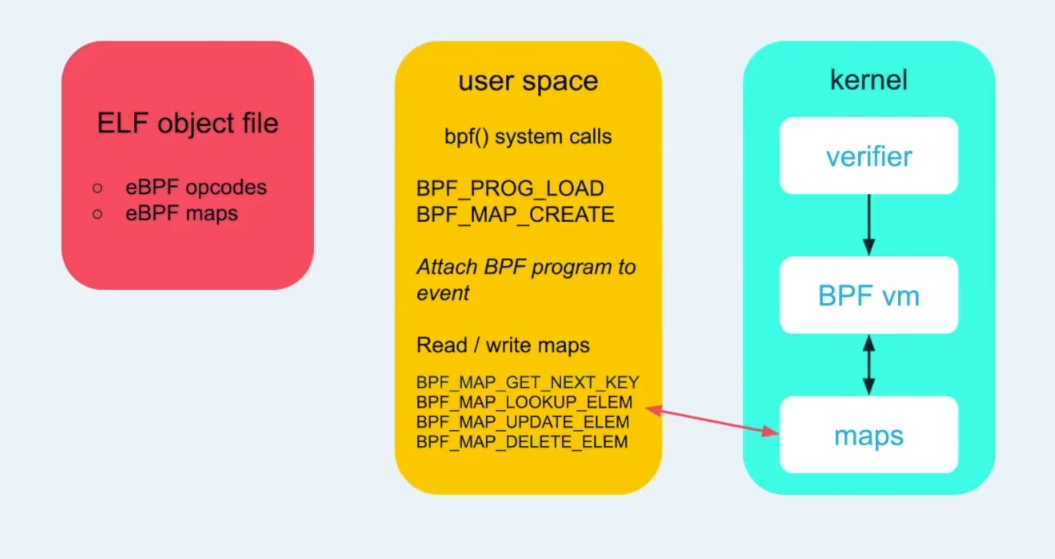 ELF object file
○ eBPF opcodes
○ eBPF maps
user space
bpf() system calls
BPF_PROG_LOAD
BPF_MAP_CREATE
Attach BPF program to
event
Read / write maps
BPF_MAP_GET_NEXT_KEY
BPF_MAP_LOOKUP_ELEM
BPF_MAP_UPDATE_ELEM
BPF_MAP_DELETE_ELEM
kernel
verifier
BPF vm
maps